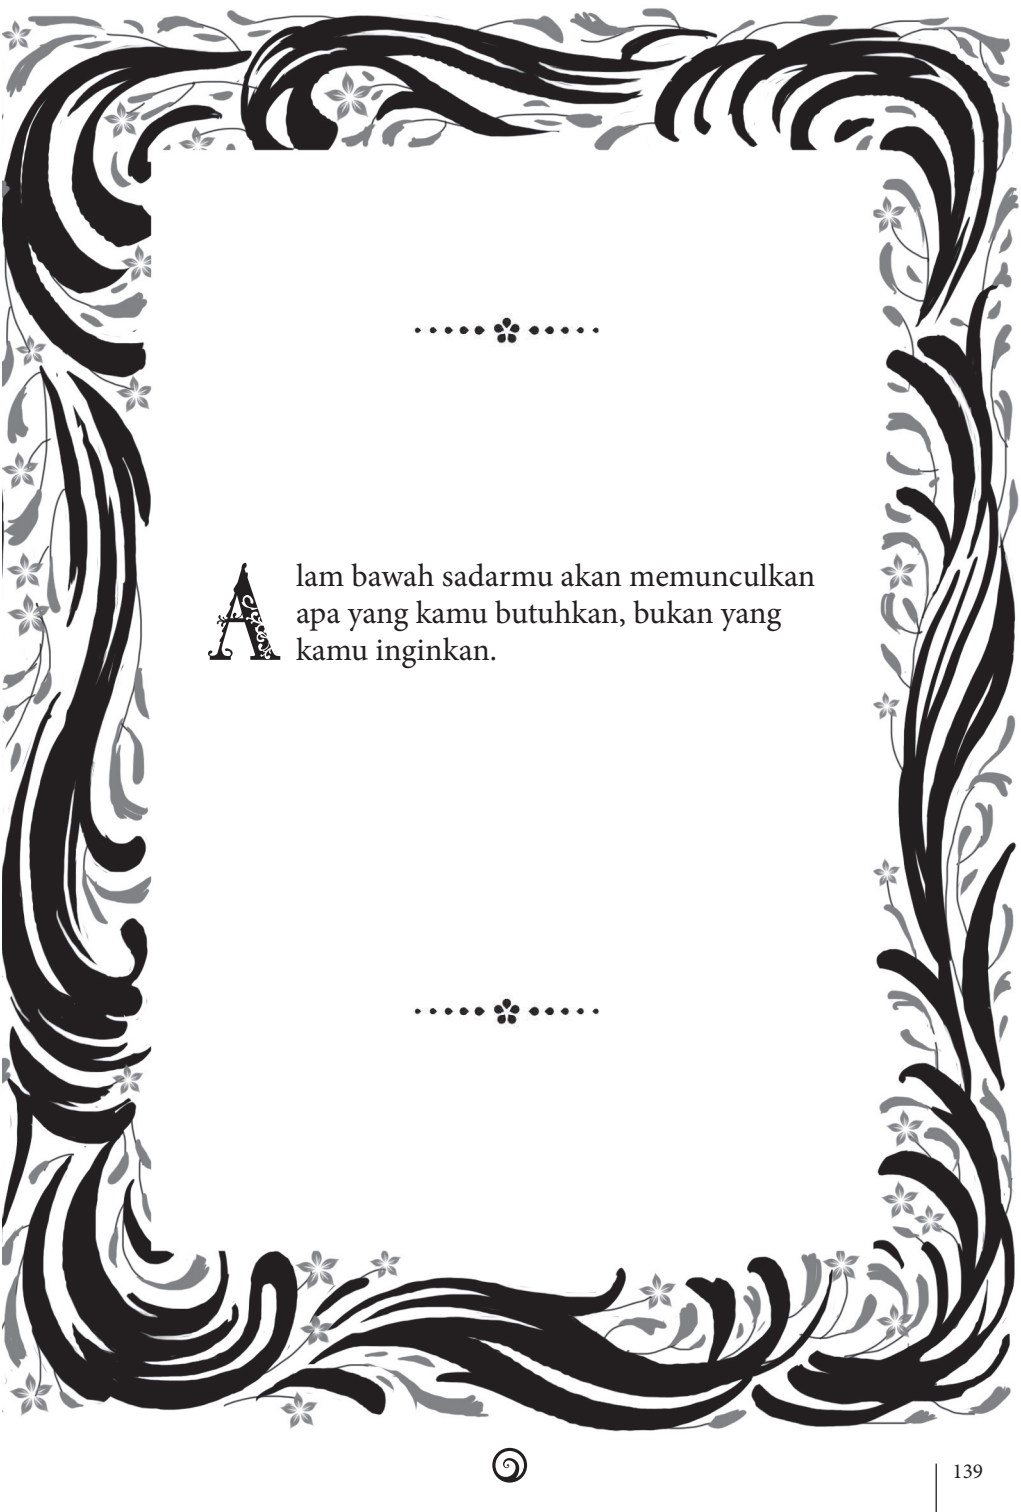 Alam bawah sadarmu akan memunculkan
apa yang kamu butuhkan, bukan yang
kamu inginkan.
139